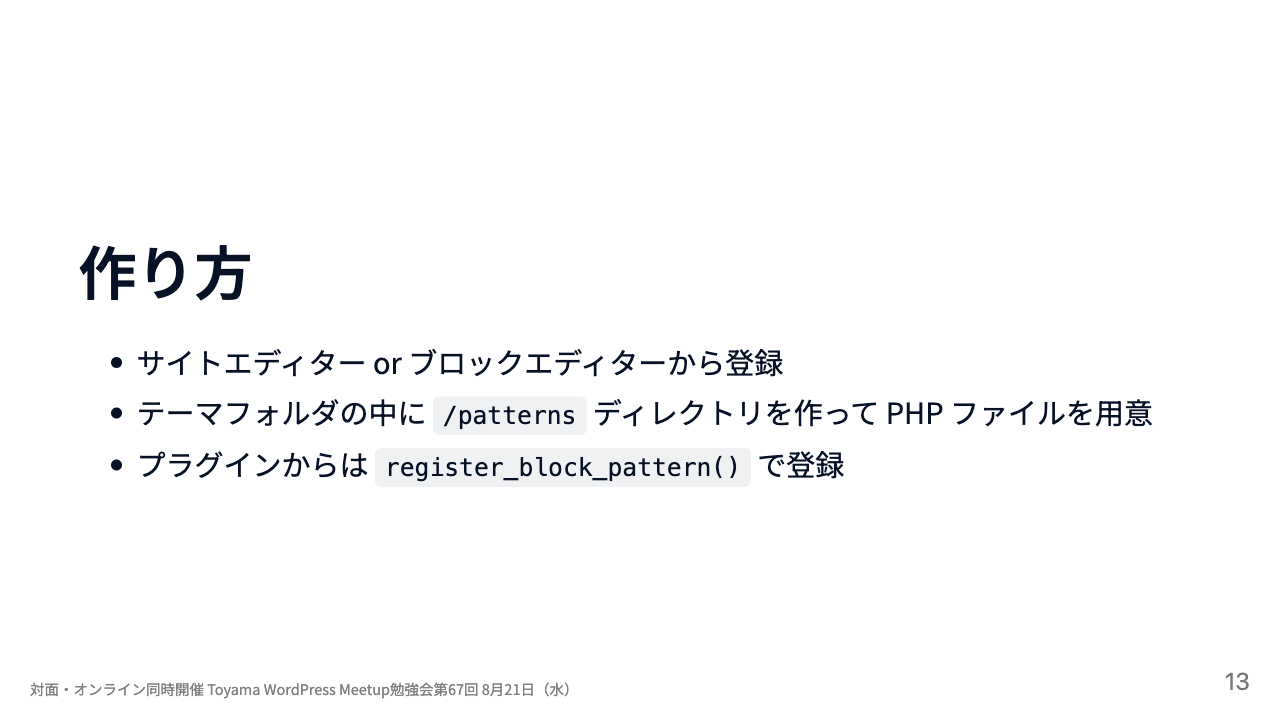 作り方
サイトエディター or ブロックエディターから登録
テーマフォルダの中に /patterns ディレクトリを作って PHP ファイルを用意
プラグインからは register_block_pattern() で登録
対面・オンライン同時開催 Toyama WordPress Meetup勉強会第67回 8月21日（水）
13